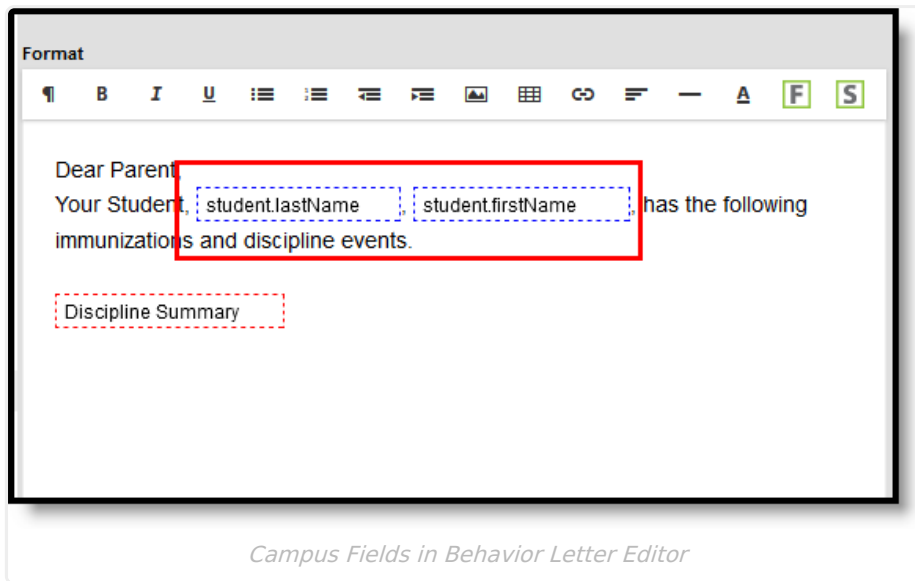 Format
¶ B I U A F S
Dear Parent,
Your Student, student.lastName , student.firstName , has the following
immunizations and discipline events.
Discipline Summary
Campus Fields in Behavior Letter Editor